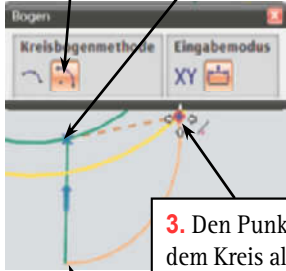 Bogen
Kreisbogenmethode Eingabemodus
XY
3. Den Punk
dem Kreis al